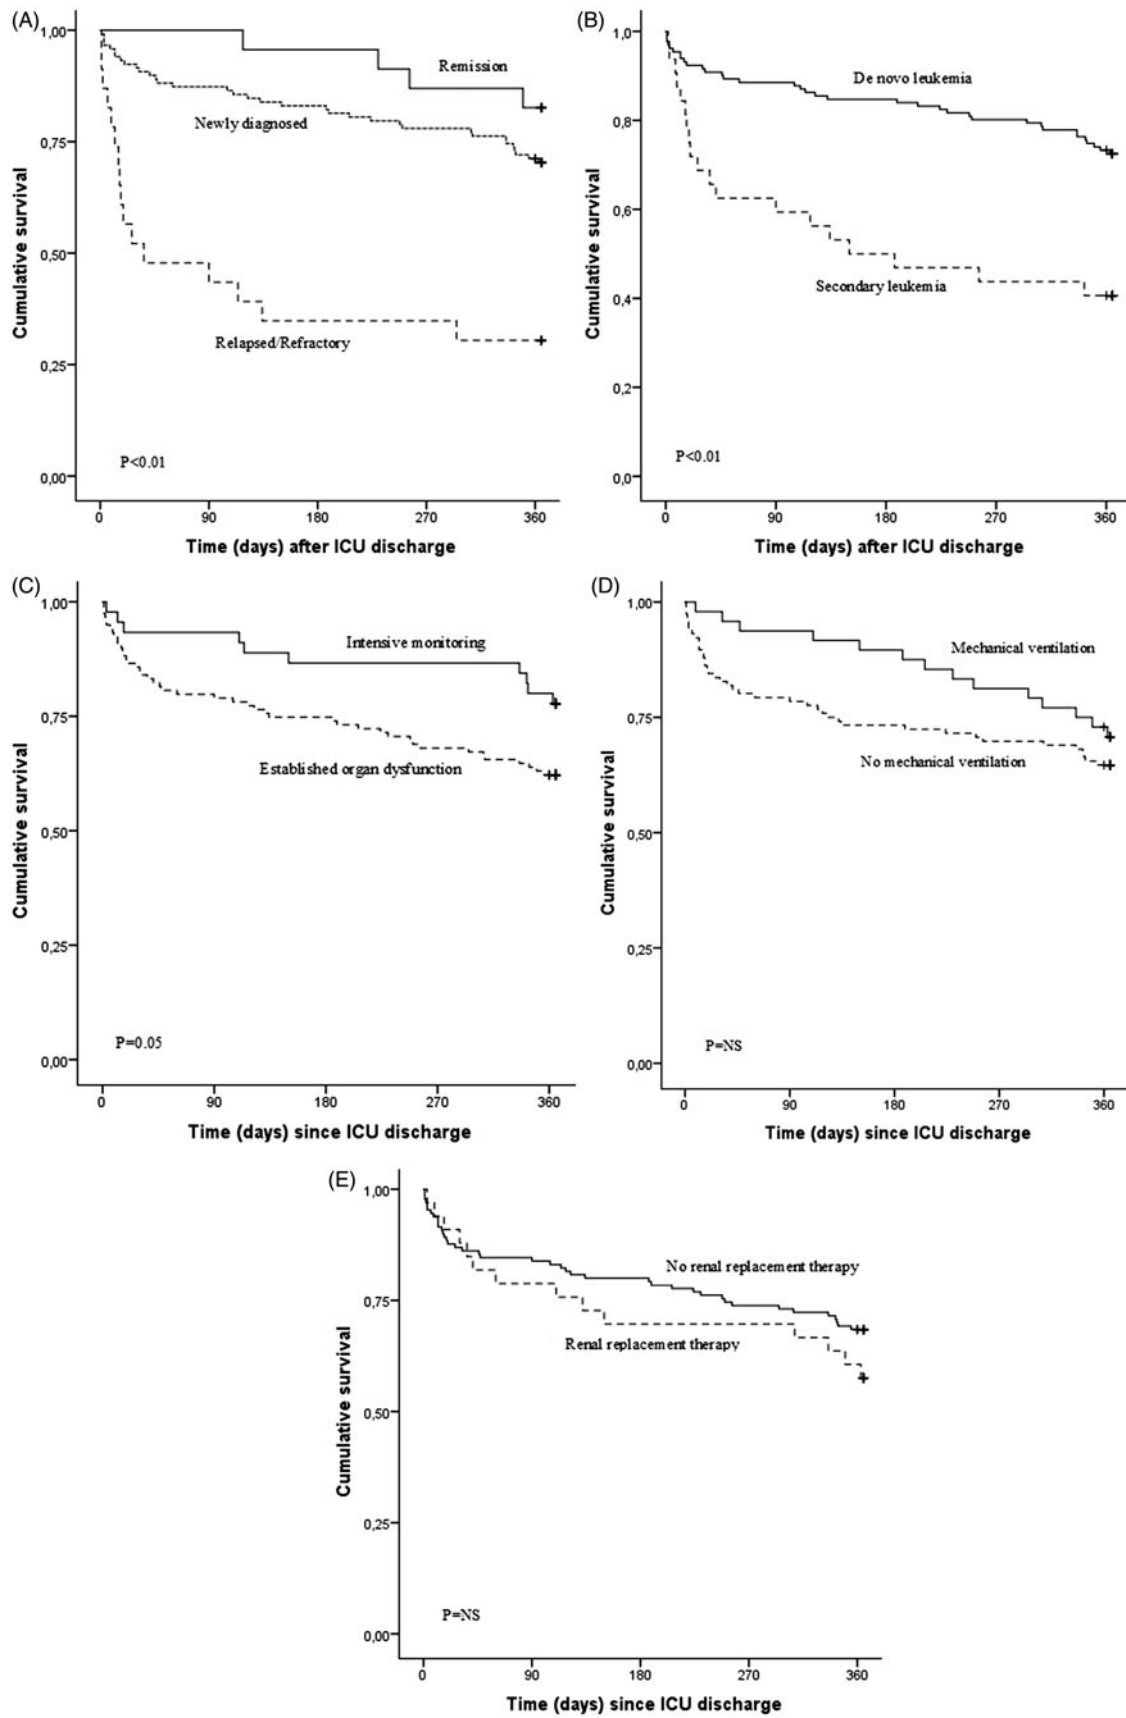 (A)
1,00
0,75
0,50
0,25
0,00
Cumulative survival
Remission
Newly diagnosed
Relapsed/Refractory
P<0.01
0 90 180 270 360
Time (days) after ICU discharge
(B)
1,0
0,8
0,6
0,4
0,2
0,0
Cumulative survival
De novo leukemia
Secondary leukemia
P<0.01
0 90 180 270 360
Time (days) after ICU discharge
(C)
1,00
0,75
0,50
0,25
0,00
Cumulative survival
Intensive monitoring
Established organ dysfunction
P=0.05
0 90 180 270 360
Time (days) since ICU discharge
(D)
1,00
0,75
0,50
0,25
0,00
Cumulative survival
Mechanical ventilation
No mechanical ventilation
P=NS
0 90 180 270 360
Time (days) since ICU discharge
(E)
1,00
0,75
0,50
0,25
0,00
Cumulative survival
No renal replacement therapy
Renal replacement therapy
P=NS
0 90 180 270 360
Time (days) since ICU discharge